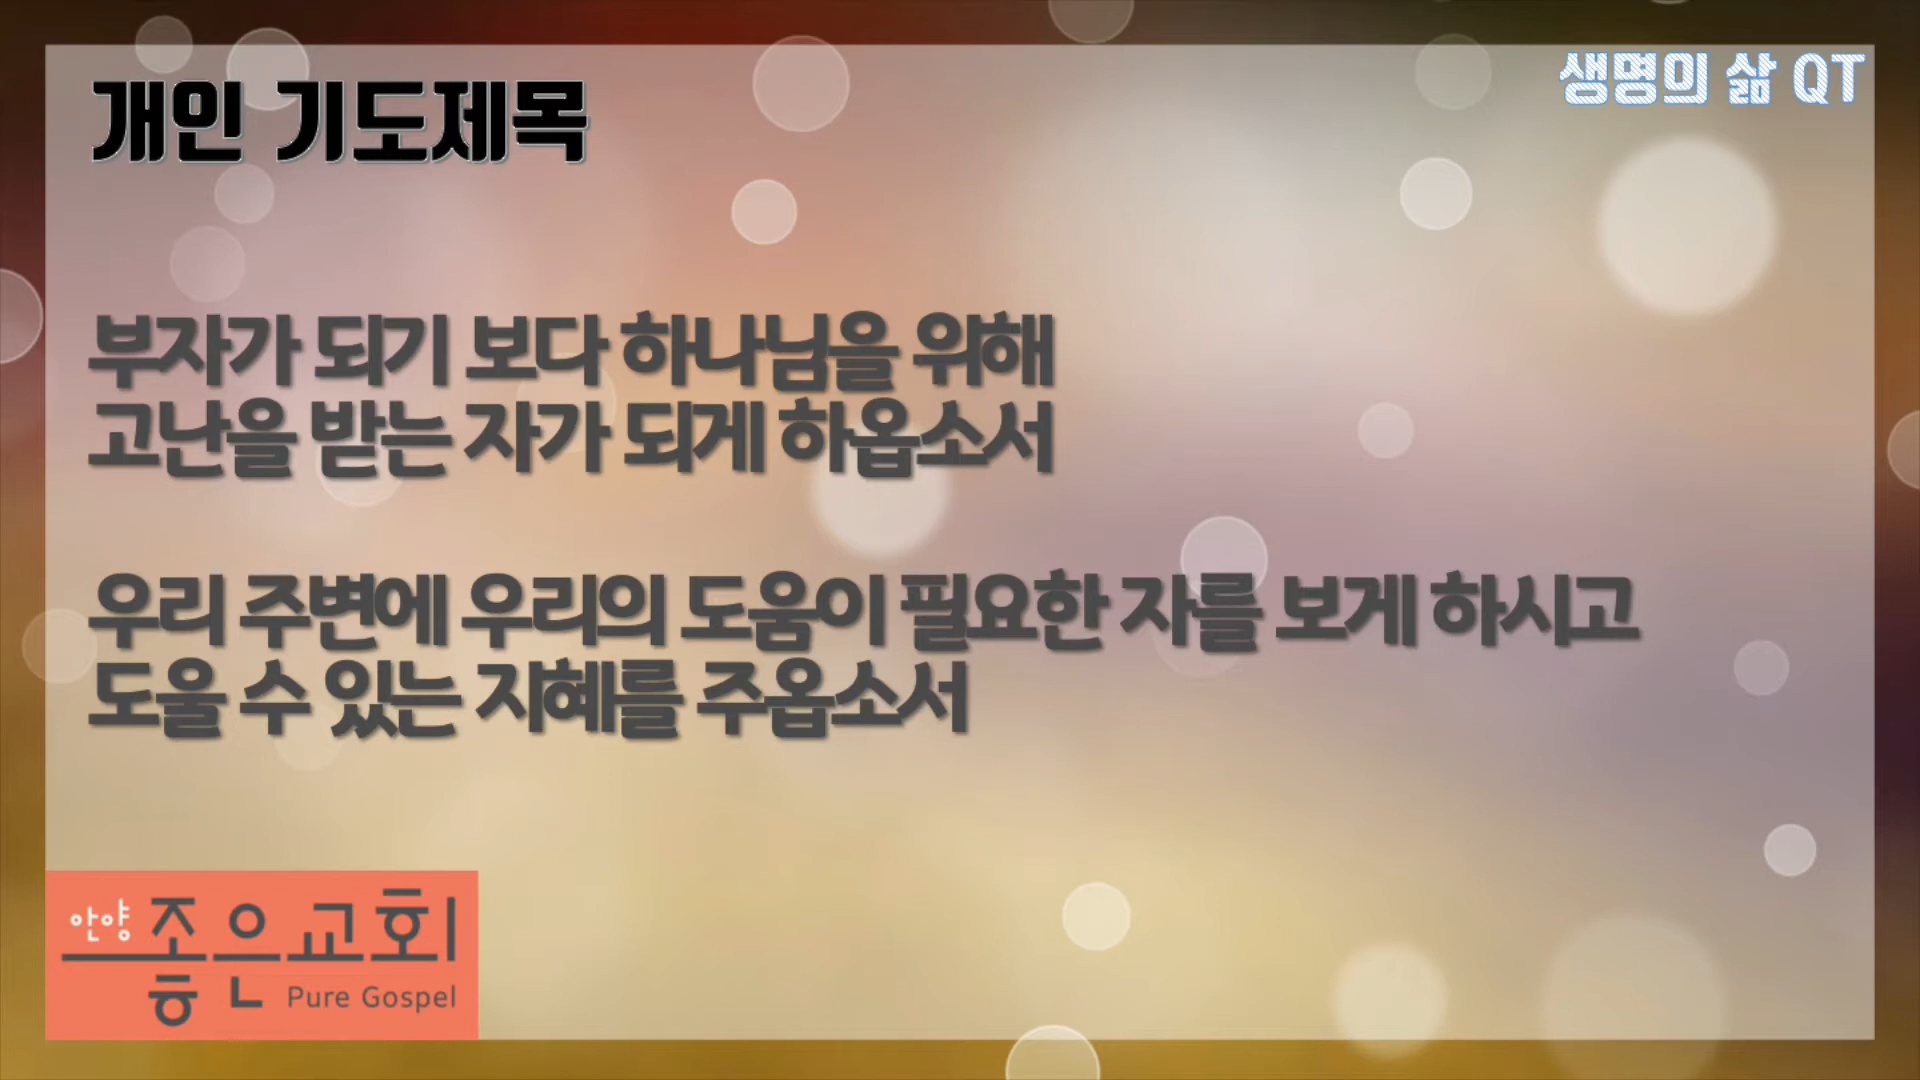 생명의 삶 QT
개인 기도제목
부자가 되기 보다 하나님을 위해
고난을 받는 자가 되게 하옵소서
우리 주변에 우리의 도움이 필요한 자를 보게 하시고
도울 수 있는 지혜를 주옵소서
안양 좋은교회
Pure Gospel